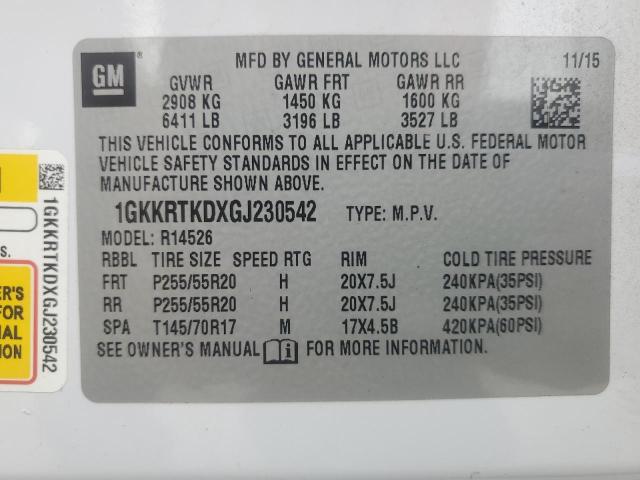 GM
MFD BY GENERAL MOTORS LLC 11/15
GVWR GAWR FRT GAWR RR
2908 KG 1450 KG 1600 KG
6411 LB 3196 LB 3527 LB
THIS VEHICLE CONFORMS TO ALL APPLICABLE U.S. FEDERAL MOTOR
VEHICLE SAFETY STANDARDS IN EFFECT ON THE DATE OF
MANUFACTURE SHOWN ABOVE.
1GKKRTKDXGJ230542 TYPE: M.P.V.
MODEL: R14526
RBBL TIRE SIZE SPEED RTG RIM COLD TIRE PRESSURE
FRT P255/55R20 H 20X7.5J 240KPA(35PSI)
RR P255/55R20 H 20X7.5J 240KPA(35PSI)
SPA T145/70R17 M 17X4.5B 420KPA(60PSI)
SEE OWNER'S MANUAL i FOR MORE INFORMATION.
1GKKRTKDXGJ230542
S.
ER'S
FOR
NAL
ION